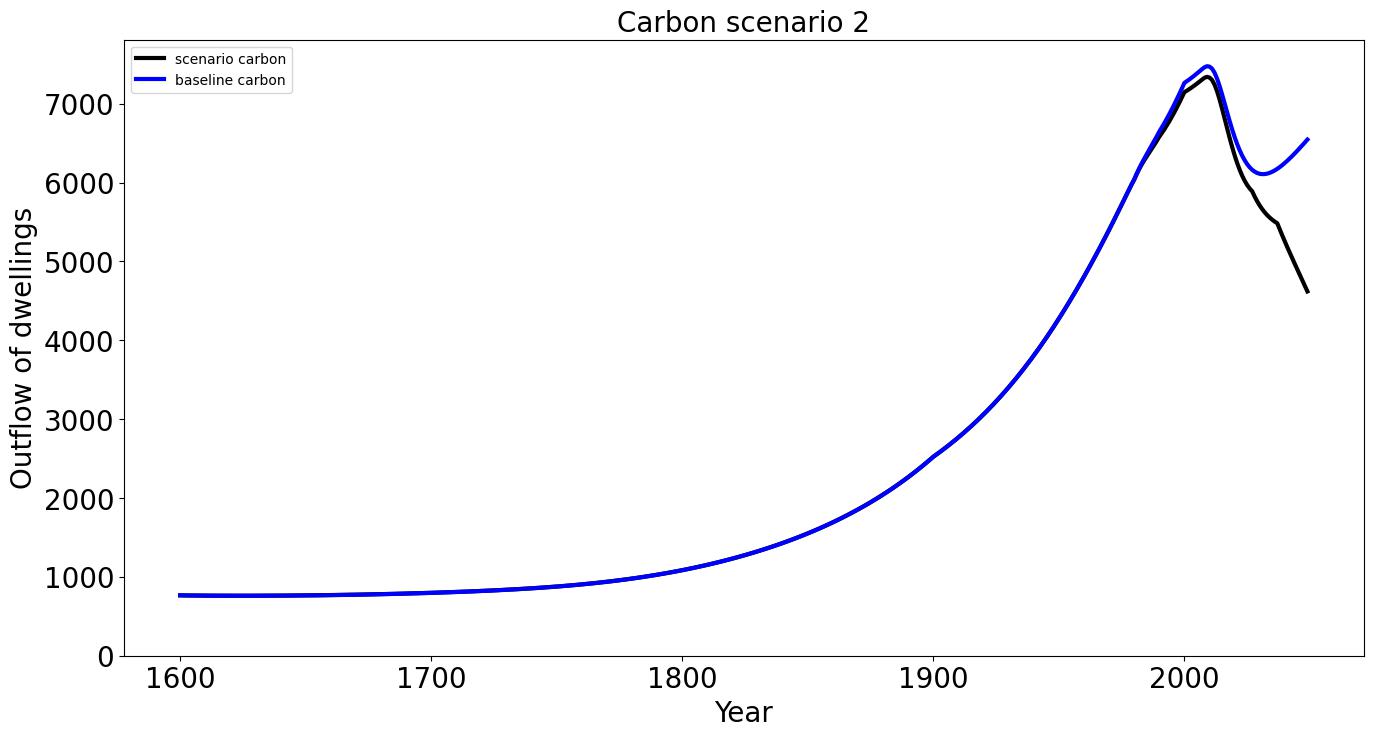 Carbon scenario 2
scenario carbon
baseline carbon
7000
6000
5000
4000
3000
2000
1000
0
Outflow of dwellings
1600 1700 1800 1900 2000
Year